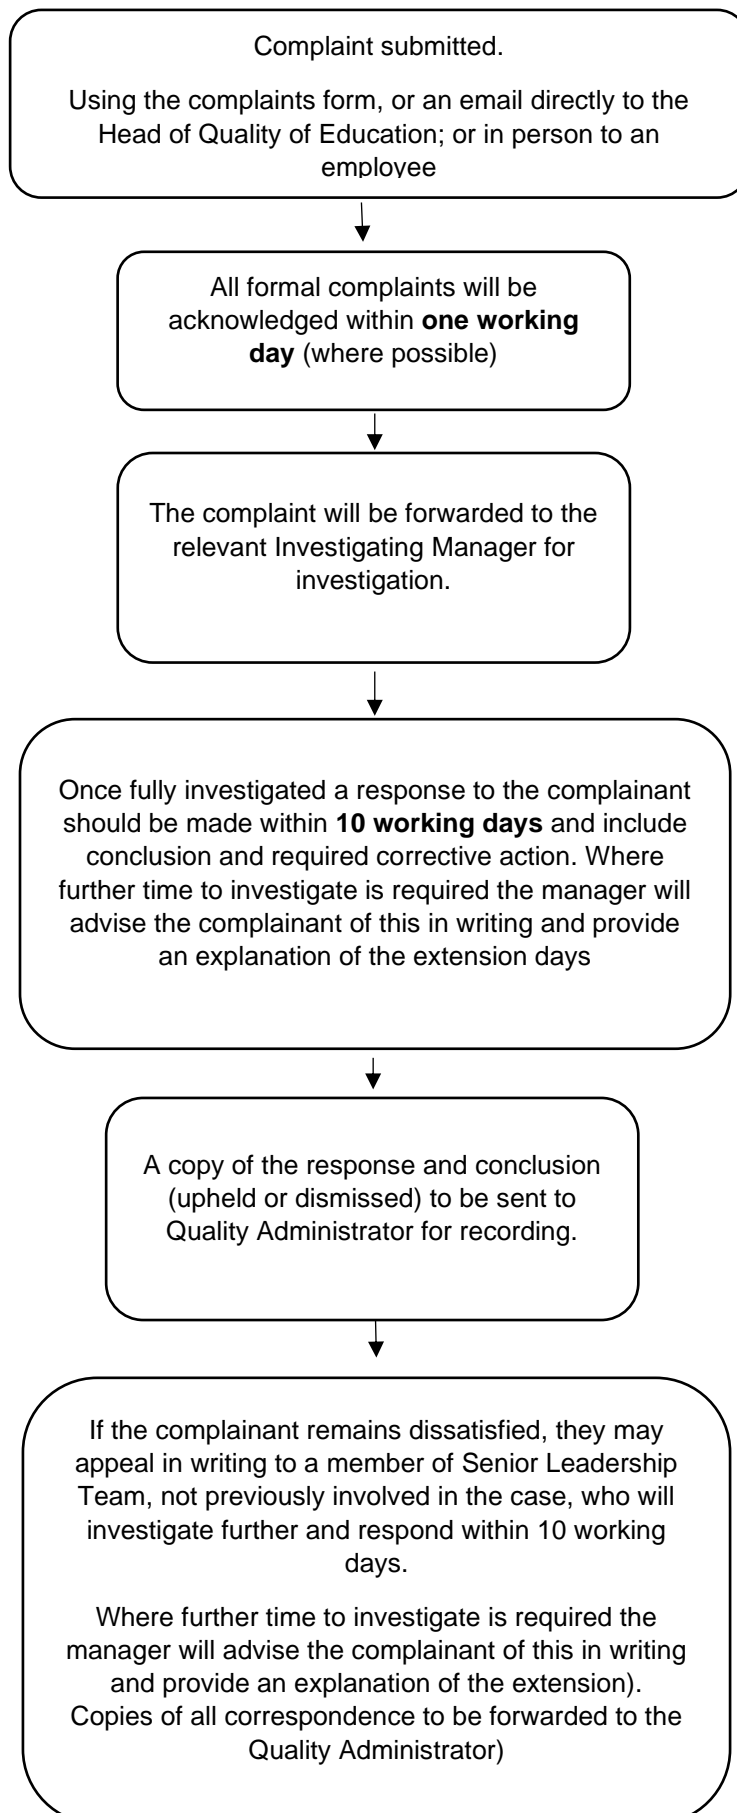 Complaint submitted.
Using the complaints form, or an email directly to the
Head of Quality of Education; or in person to an
employee
All formal complaints will be
acknowledged within one working
day (where possible)
The complaint will be forwarded to the
relevant Investigating Manager for
investigation.
Once fully investigated a response to the complainant
should be made within 10 working days and include
conclusion and required corrective action. Where
further time to investigate is required the manager will
advise the complainant of this in writing and provide
an explanation of the extension days
A copy of the response and conclusion
(upheld or dismissed) to be sent to
Quality Administrator for recording.
If the complainant remains dissatisfied, they may
appeal in writing to a member of Senior Leadership
Team, not previously involved in the case, who will
investigate further and respond within 10 working
days.
Where further time to investigate is required the
manager will advise the complainant of this in writing
and provide an explanation of the extension).
Copies of all correspondence to be forwarded to the
Quality Administrator)